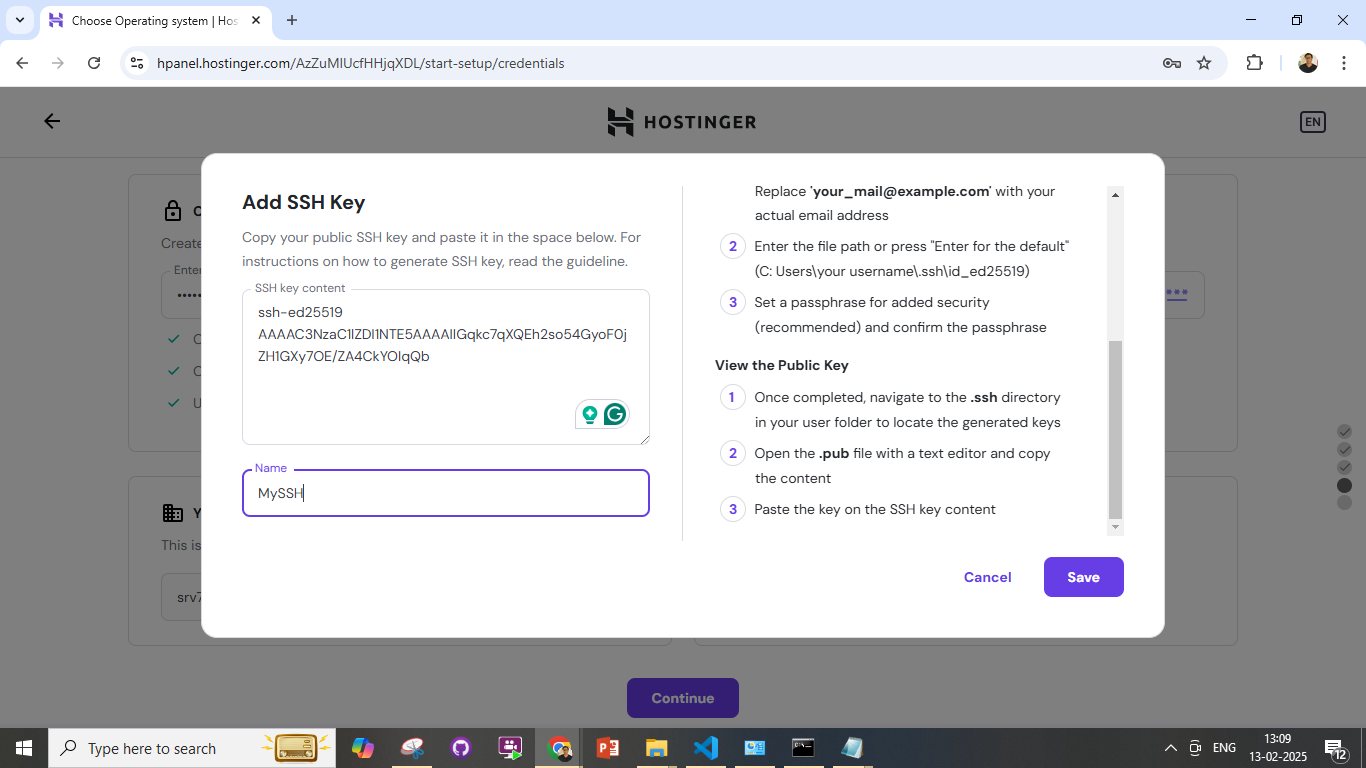 Choose Operating system | Hos
hpanel.hostinger.com/AzZuMIUcfHHjqXDL/start-setup/credentials
HOSTINGER
EN
Create
Enter
This is
srv7
Add SSH Key
Copy your public SSH key and paste it in the space below. For
instructions on how to generate SSH key, read the guideline.
SSH key content
ssh-ed25519
AAAAC3NzaC1lZDI1NTE5AAAAIIGqkc7qXQEh2so54GyoF0j
ZH1GXy7OE/ZA4CkYOIqQb
Name
MySSH
Replace 'your_mail@example.com' with your
actual email address
2 Enter the file path or press "Enter for the default"
(C: Users\your username\.ssh\id_ed25519)
3 Set a passphrase for added security
(recommended) and confirm the passphrase
View the Public Key
1 Once completed, navigate to the .ssh directory
in your user folder to locate the generated keys
2 Open the .pub file with a text editor and copy
the content
3 Paste the key on the SSH key content
Cancel
Save
Continue
Type here to search
ENG
13:09
13-02-2025
12